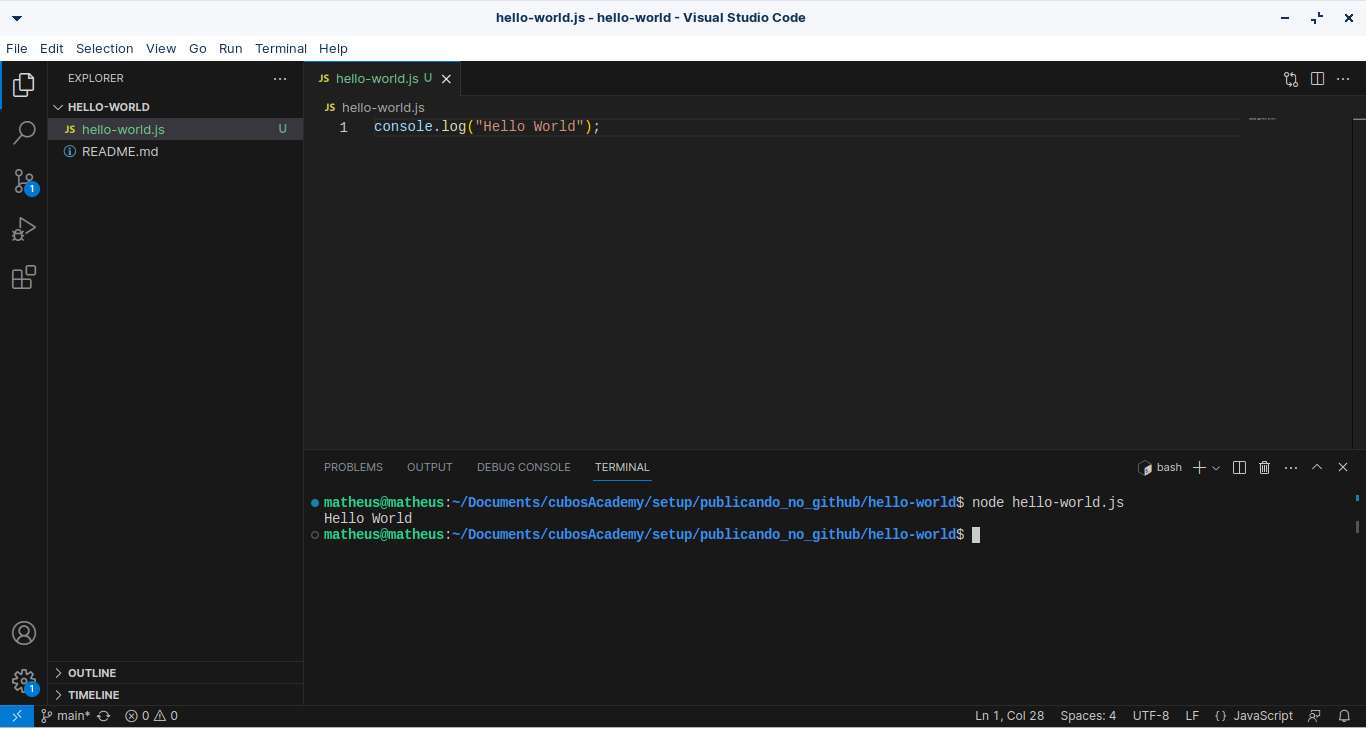 hello-world.js - hello-world - Visual Studio Code
File Edit Selection View Go Run Terminal Help
EXPLORER
HELLO-WORLD
JS hello-world.js U
README.md
OUTLINE
TIMELINE
JS hello-world.js U
JS hello-world.js
1 console.log("Hello World");
PROBLEMS OUTPUT DEBUG CONSOLE TERMINAL
bash
matheus@matheus:~/Documents/cubosAcademy/setup/publicando_no_github/hello-world$ node hello-world.js
Hello World
matheus@matheus:~/Documents/cubosAcademy/setup/publicando_no_github/hello-world$
1
1
main* 0 0 Ln 1, Col 28 Spaces: 4 UTF-8 LF {} JavaScript